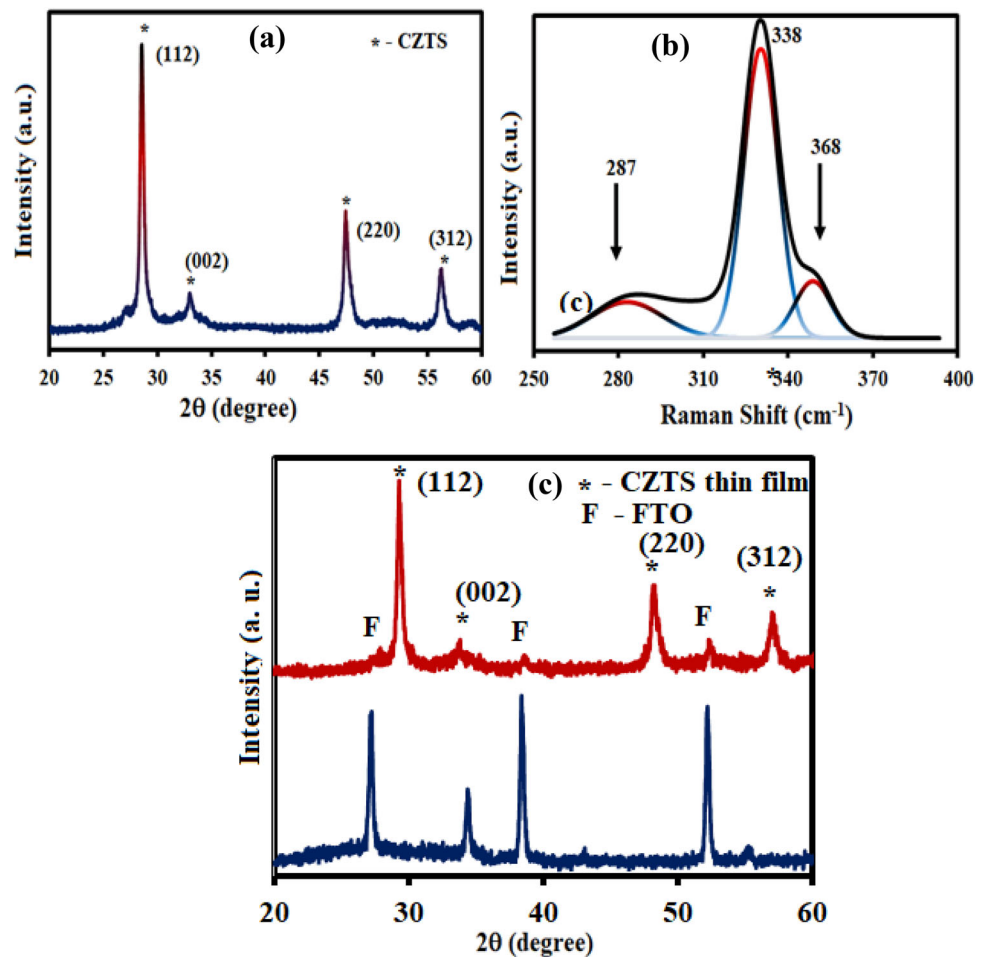 (a)
* - CZTS
*
(112)
(002)
*
*
(220)
(312)
*
Intensity (a.u.)
20 25 30 35 40 45 50 55 60
2θ (degree)
(b)
338
287
368
(c)
Intensity (a.u.)
250 280 310 340 370 400
*
Raman Shift (cm-1)
(c)
* - CZTS thin film
F - FTO
*
(112)
(002)
*
(220)
*
(312)
*
F
F
F
Intensity (a. u.)
20 30 40 50 60
2θ (degree)